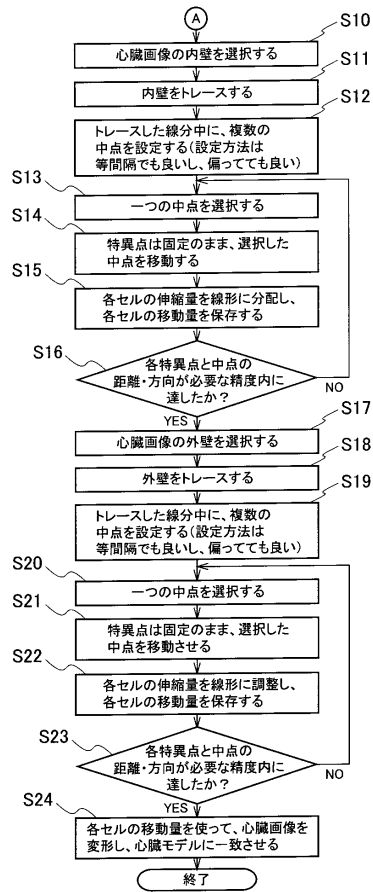 A
S10
心臓画像の内壁を選択する
S11
内壁をトレースする
S12
トレースした線分中に、複数の
中点を設定する(設定方法は
等間隔でも良いし、偏ってても良い)
S13
一つの中点を選択する
S14
特異点は固定のまま、選択した
中点を移動する
S15
各セルの伸縮量を線形に分配し、
各セルの移動量を保存する
S16
各特異点と中点の
距離・方向が必要な精度内に
達したか?
NO
YES
S17
心臓画像の外壁を選択する
S18
外壁をトレースする
S19
トレースした線分中に、複数の
中点を設定する(設定方法は
等間隔でも良いし、偏ってても良い)
S20
一つの中点を選択する
S21
特異点は固定のまま、選択した
中点を移動させる
S22
各セルの伸縮量を線形に調整し、
各セルの移動量を保存する
S23
各特異点と中点の
距離・方向が必要な精度内に
達したか?
NO
YES
S24
各セルの移動量を使って、心臓画像を
変形し、心臓モデルに一致させる
終了